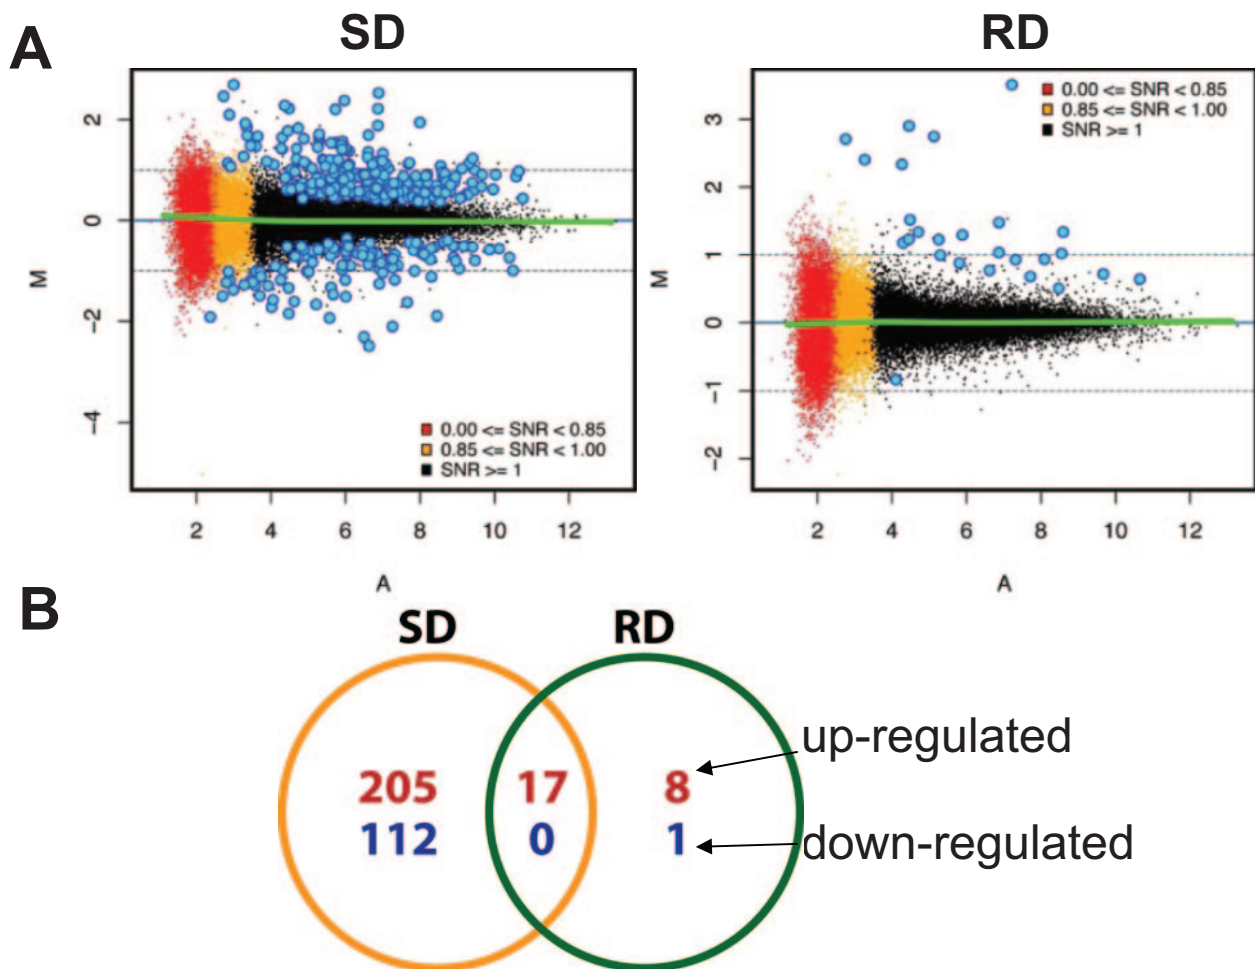 A
SD
RD
M
2
0
−2
−4
0.00 <= SNR < 0.85
0.85 <= SNR < 1.00
SNR >= 1
2 4 6 8 10 12
A
M
3
2
1
0
−1
−2
0.00 <= SNR < 0.85
0.85 <= SNR < 1.00
SNR >= 1
2 4 6 8 10 12
A
B
SD RD
205 17 8
112 0 1
up-regulated
down-regulated